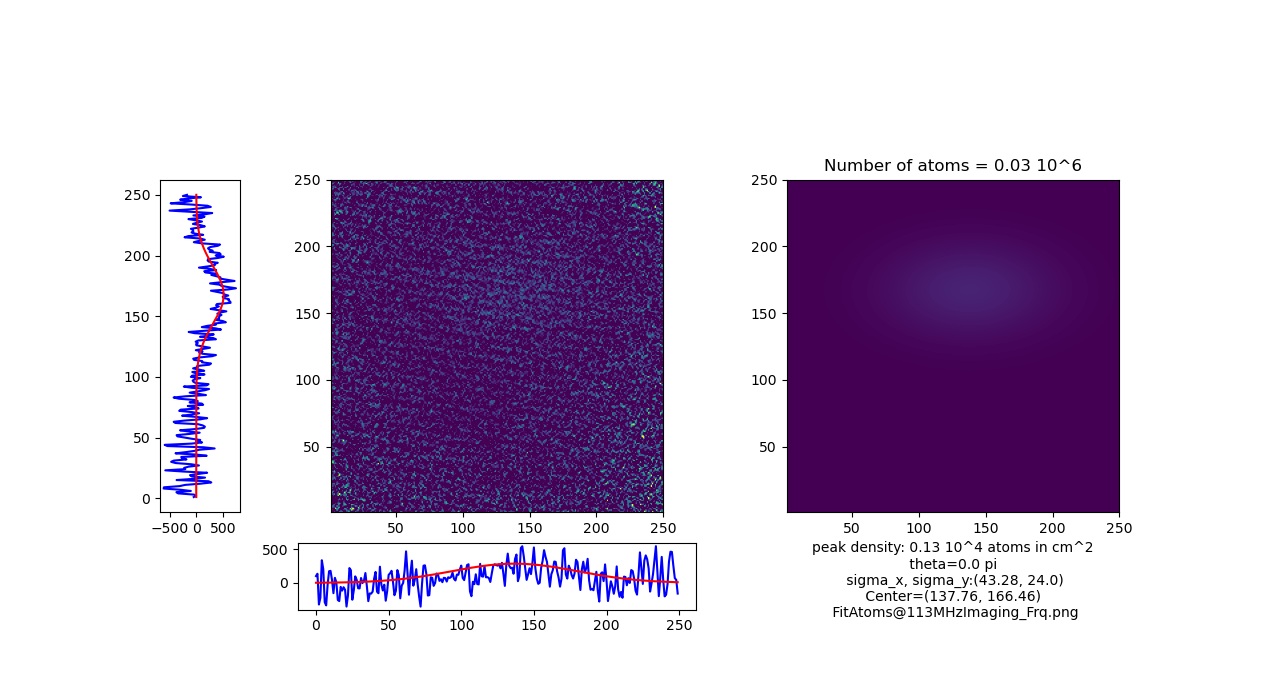 Number of atoms = 0.03 10^6
250
200
150
100
50
0
−500 0 500
250
200
150
100
50
50 100 150 200 250
250
200
150
100
50
50 100 150 200 250
500
0
0 50 100 150 200 250
peak density: 0.13 10^4 atoms in cm^2
theta=0.0 pi
sigma_x, sigma_y:(43.28, 24.0)
Center=(137.76, 166.46)
FitAtoms@113MHzImaging_Frq.png